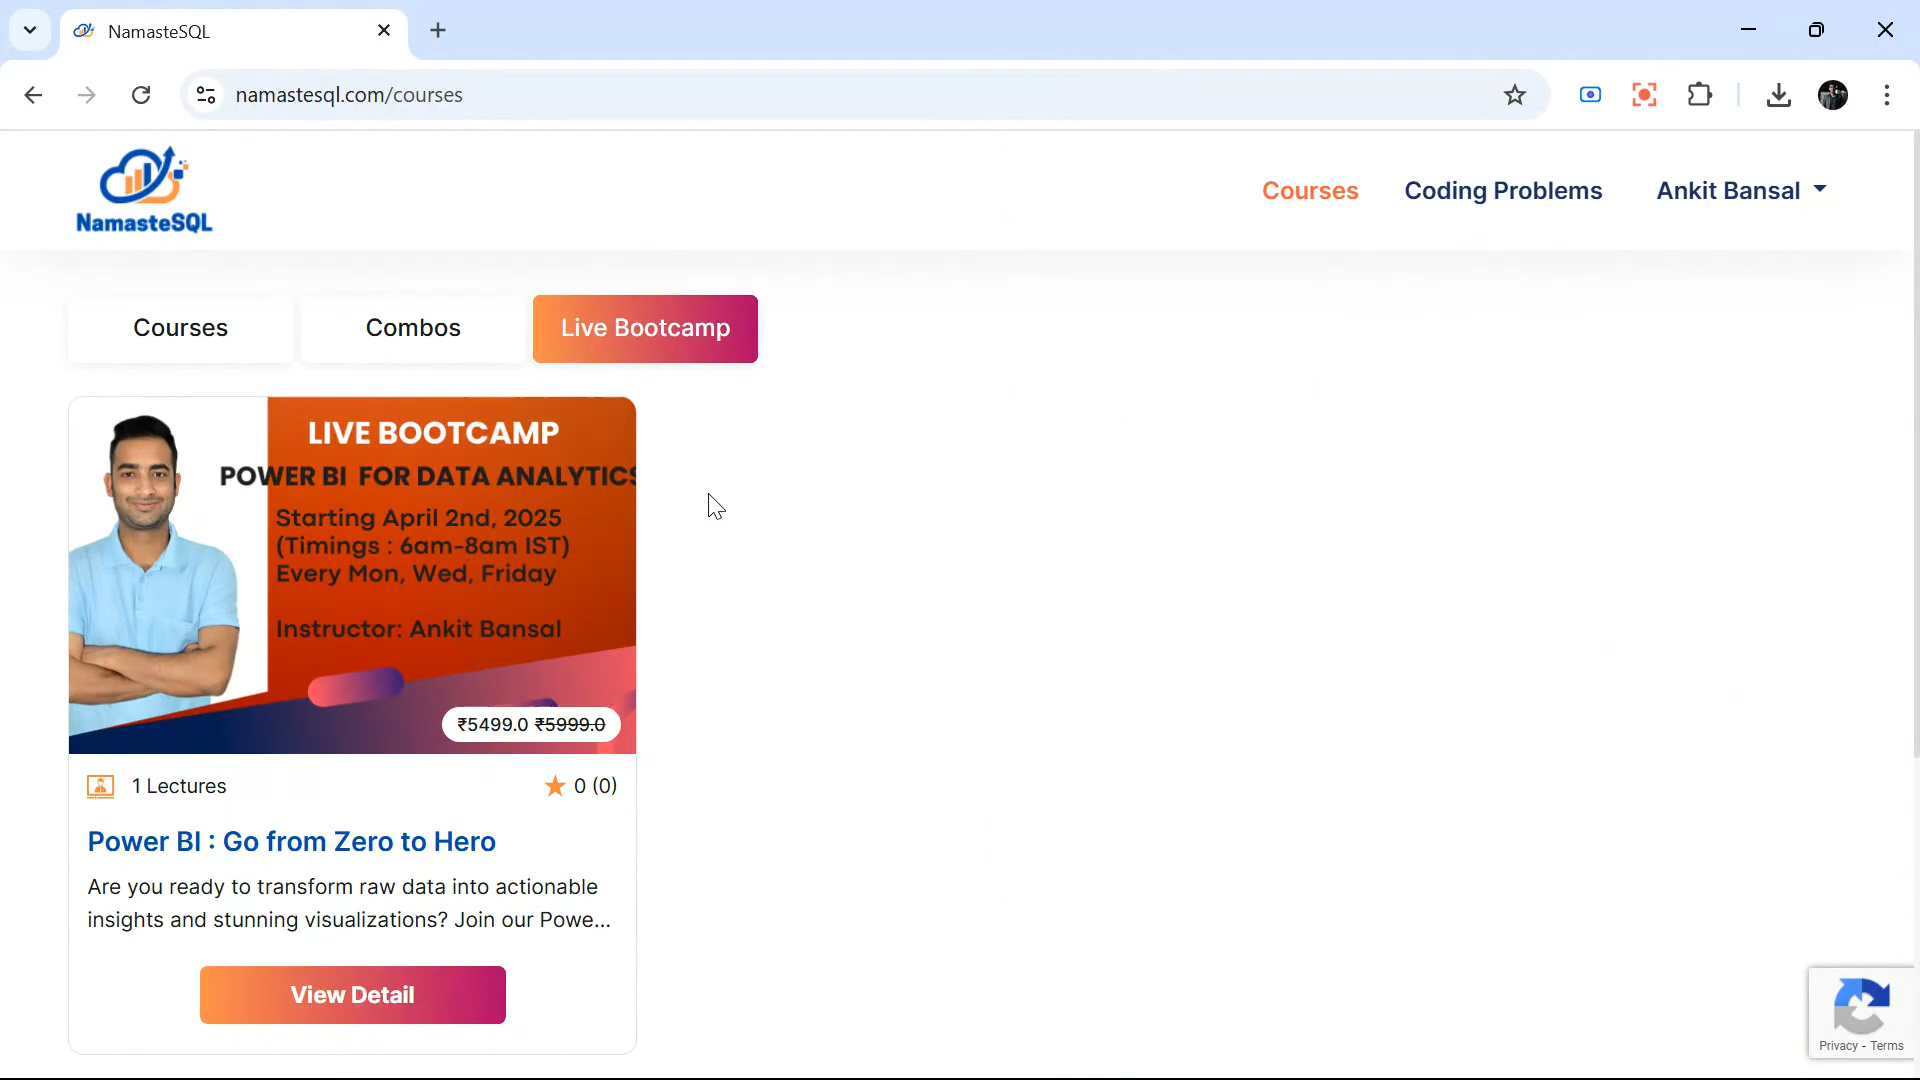 NamasteSQL
namastesql.com/courses
NamasteSQL
Courses
Coding Problems
Ankit Bansal
Courses
Combos
Live Bootcamp
LIVE BOOTCAMP
POWER BI FOR DATA ANALYTICS
Starting April 2nd, 2025
(Timings : 6am-8am IST)
Every Mon, Wed, Friday
Instructor: Ankit Bansal
₹5499.0 ₹5999.0
1 Lectures
0 (0)
Power BI : Go from Zero to Hero
Are you ready to transform raw data into actionable
insights and stunning visualizations? Join our Powe...
View Detail
Privacy - Terms